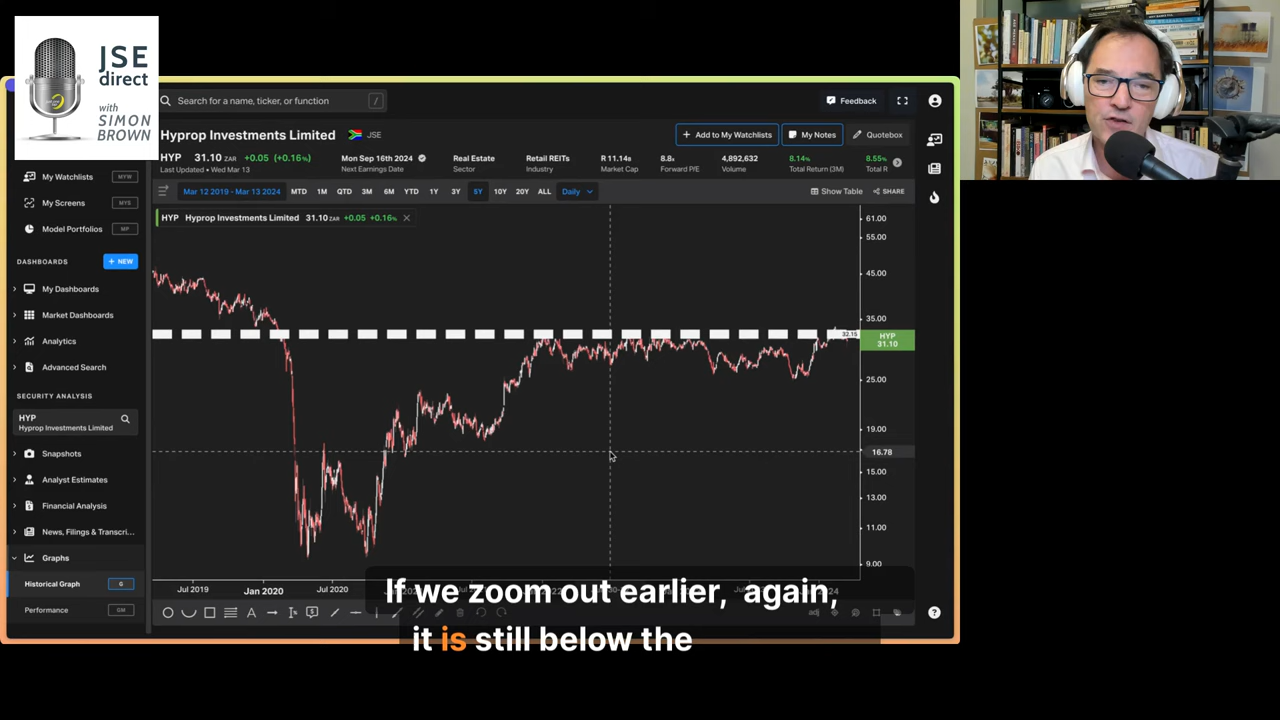 JSE
direct
with
SIMON
BROWN
Search for a name, ticker, or function
/
Feedback
Hyprop Investments Limited
JSE
+ Add to My Watchlists
My Notes
Quotebox
HYP 31.10 ZAR +0.05 (+0.16%)
Last Updated • Wed Mar 13
Mon Sep 16th 2024
Next Earnings Date
Real Estate
Sector
Retail REITs
Industry
R 11.14B
Market Cap
8.8x
Forward P/E
4,892,632
Volume
8.14%
Total Return (3M)
8.55%
Total R
Mar 12 2019 - Mar 13 2024
MTD 1M QTD 3M 6M YTD 1Y 3Y 5Y 10Y 20Y ALL
Daily
Show Table
SHARE
HYP Hyprop Investments Limited 31.10 ZAR +0.05 +0.16%
My Watchlists MYW
My Screens MYS
Model Portfolios MP
DASHBOARDS
+ NEW
My Dashboards
Market Dashboards
Analytics
Advanced Search
SECURITY ANALYSIS
HYP
Hyprop Investments Limited
Snapshots
Analyst Estimates
Financial Analysis
News, Filings & Transcri...
Graphs
Historical Graph G
Performance GM
61.00
55.00
45.00
35.00
32.15
HYP
31.10
25.00
19.00
16.78
15.00
13.00
11.00
9.00
Jul 2019 Jan 2020 Jul 2020
If we zoom out earlier, again,
it is still below the